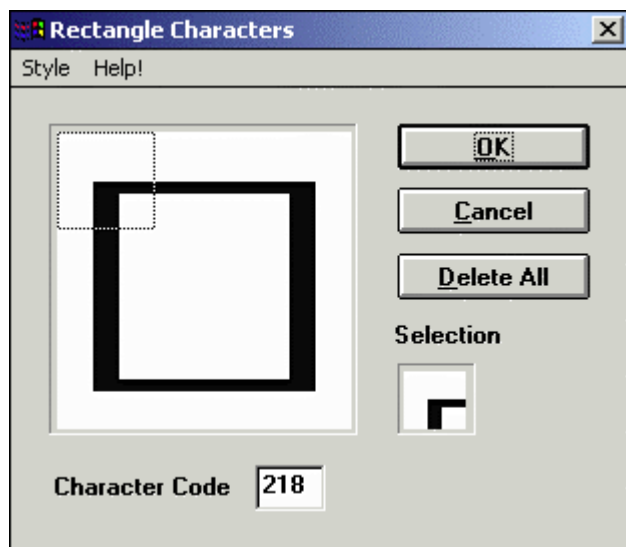 Rectangle Characters
Style Help!
OK
Cancel
Delete All
Selection
Character Code 218